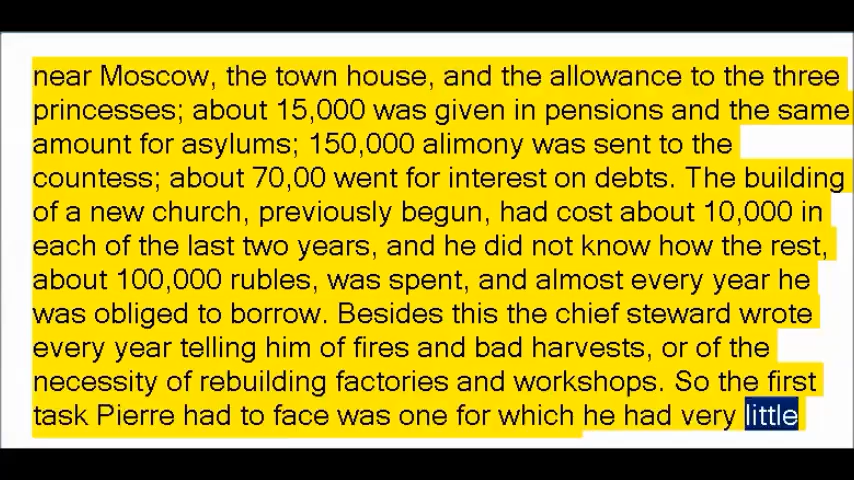 near Moscow, the town house, and the allowance to the three
princesses; about 15,000 was given in pensions and the same
amount for asylums; 150,000 alimony was sent to the
countess; about 70,00 went for interest on debts. The building
of a new church, previously begun, had cost about 10,000 in
each of the last two years, and he did not know how the rest,
about 100,000 rubles, was spent, and almost every year he
was obliged to borrow. Besides this the chief steward wrote
every year telling him of fires and bad harvests, or of the
necessity of rebuilding factories and workshops. So the first
task Pierre had to face was one for which he had very little